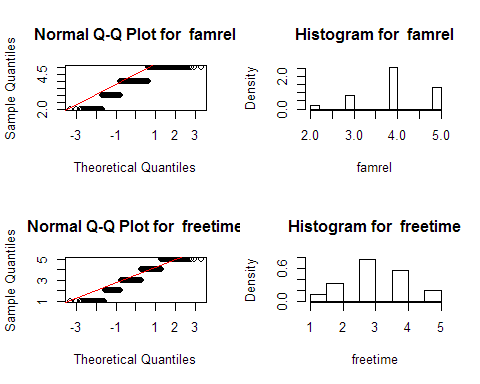 Normal Q-Q Plot for  famrel
Sample Quantiles
2.0 4.5
-3 -1 1 2 3
Theoretical Quantiles
Histogram for  famrel
Density
0.0 2.0
2.0 3.0 4.0 5.0
famrel
Normal Q-Q Plot for  freetime
Sample Quantiles
1 3 5
-3 -1 1 2 3
Theoretical Quantiles
Histogram for  freetime
Density
0.0 0.6
1 2 3 4 5
freetime